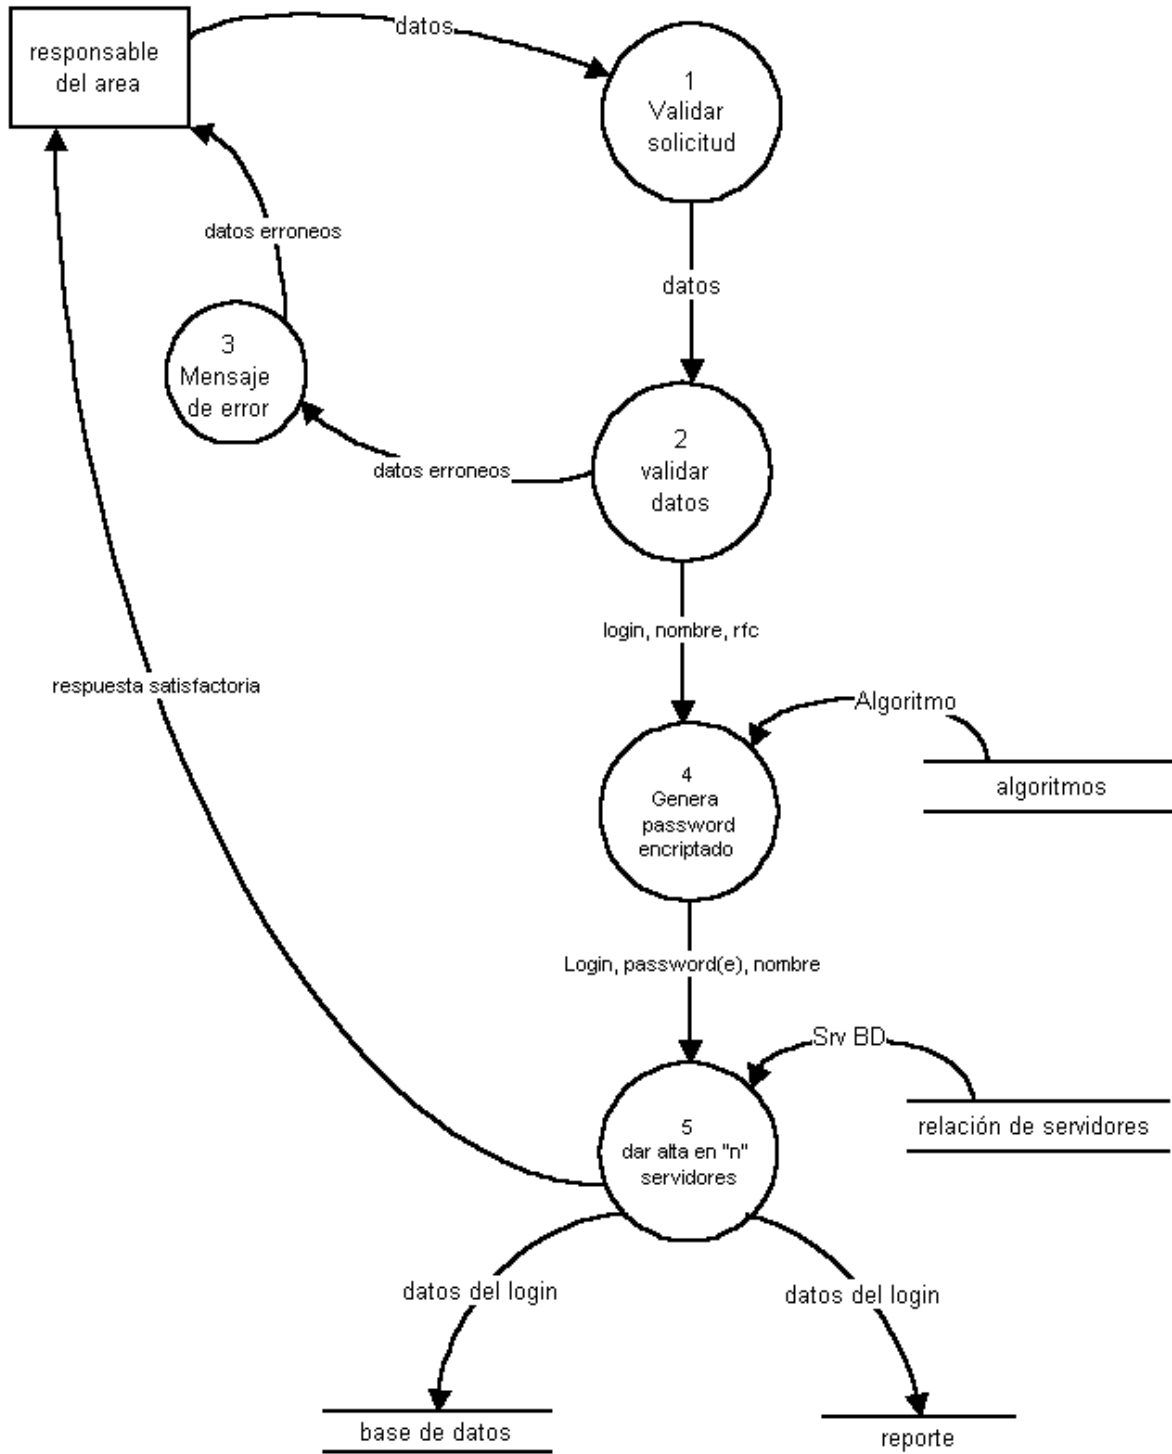 responsable
del area
datos
1
Validar
solicitud
datos erroneos
datos
3
Mensaje
de error
2
validar
datos
datos erroneos
login, nombre, rfc
respuesta satisfactoria
Algoritmo
algoritmos
4
Genera
password
encriptado
Login, password(e), nombre
Srv BD
relación de servidores
5
dar alta en "n"
servidores
datos del login
datos del login
base de datos
reporte